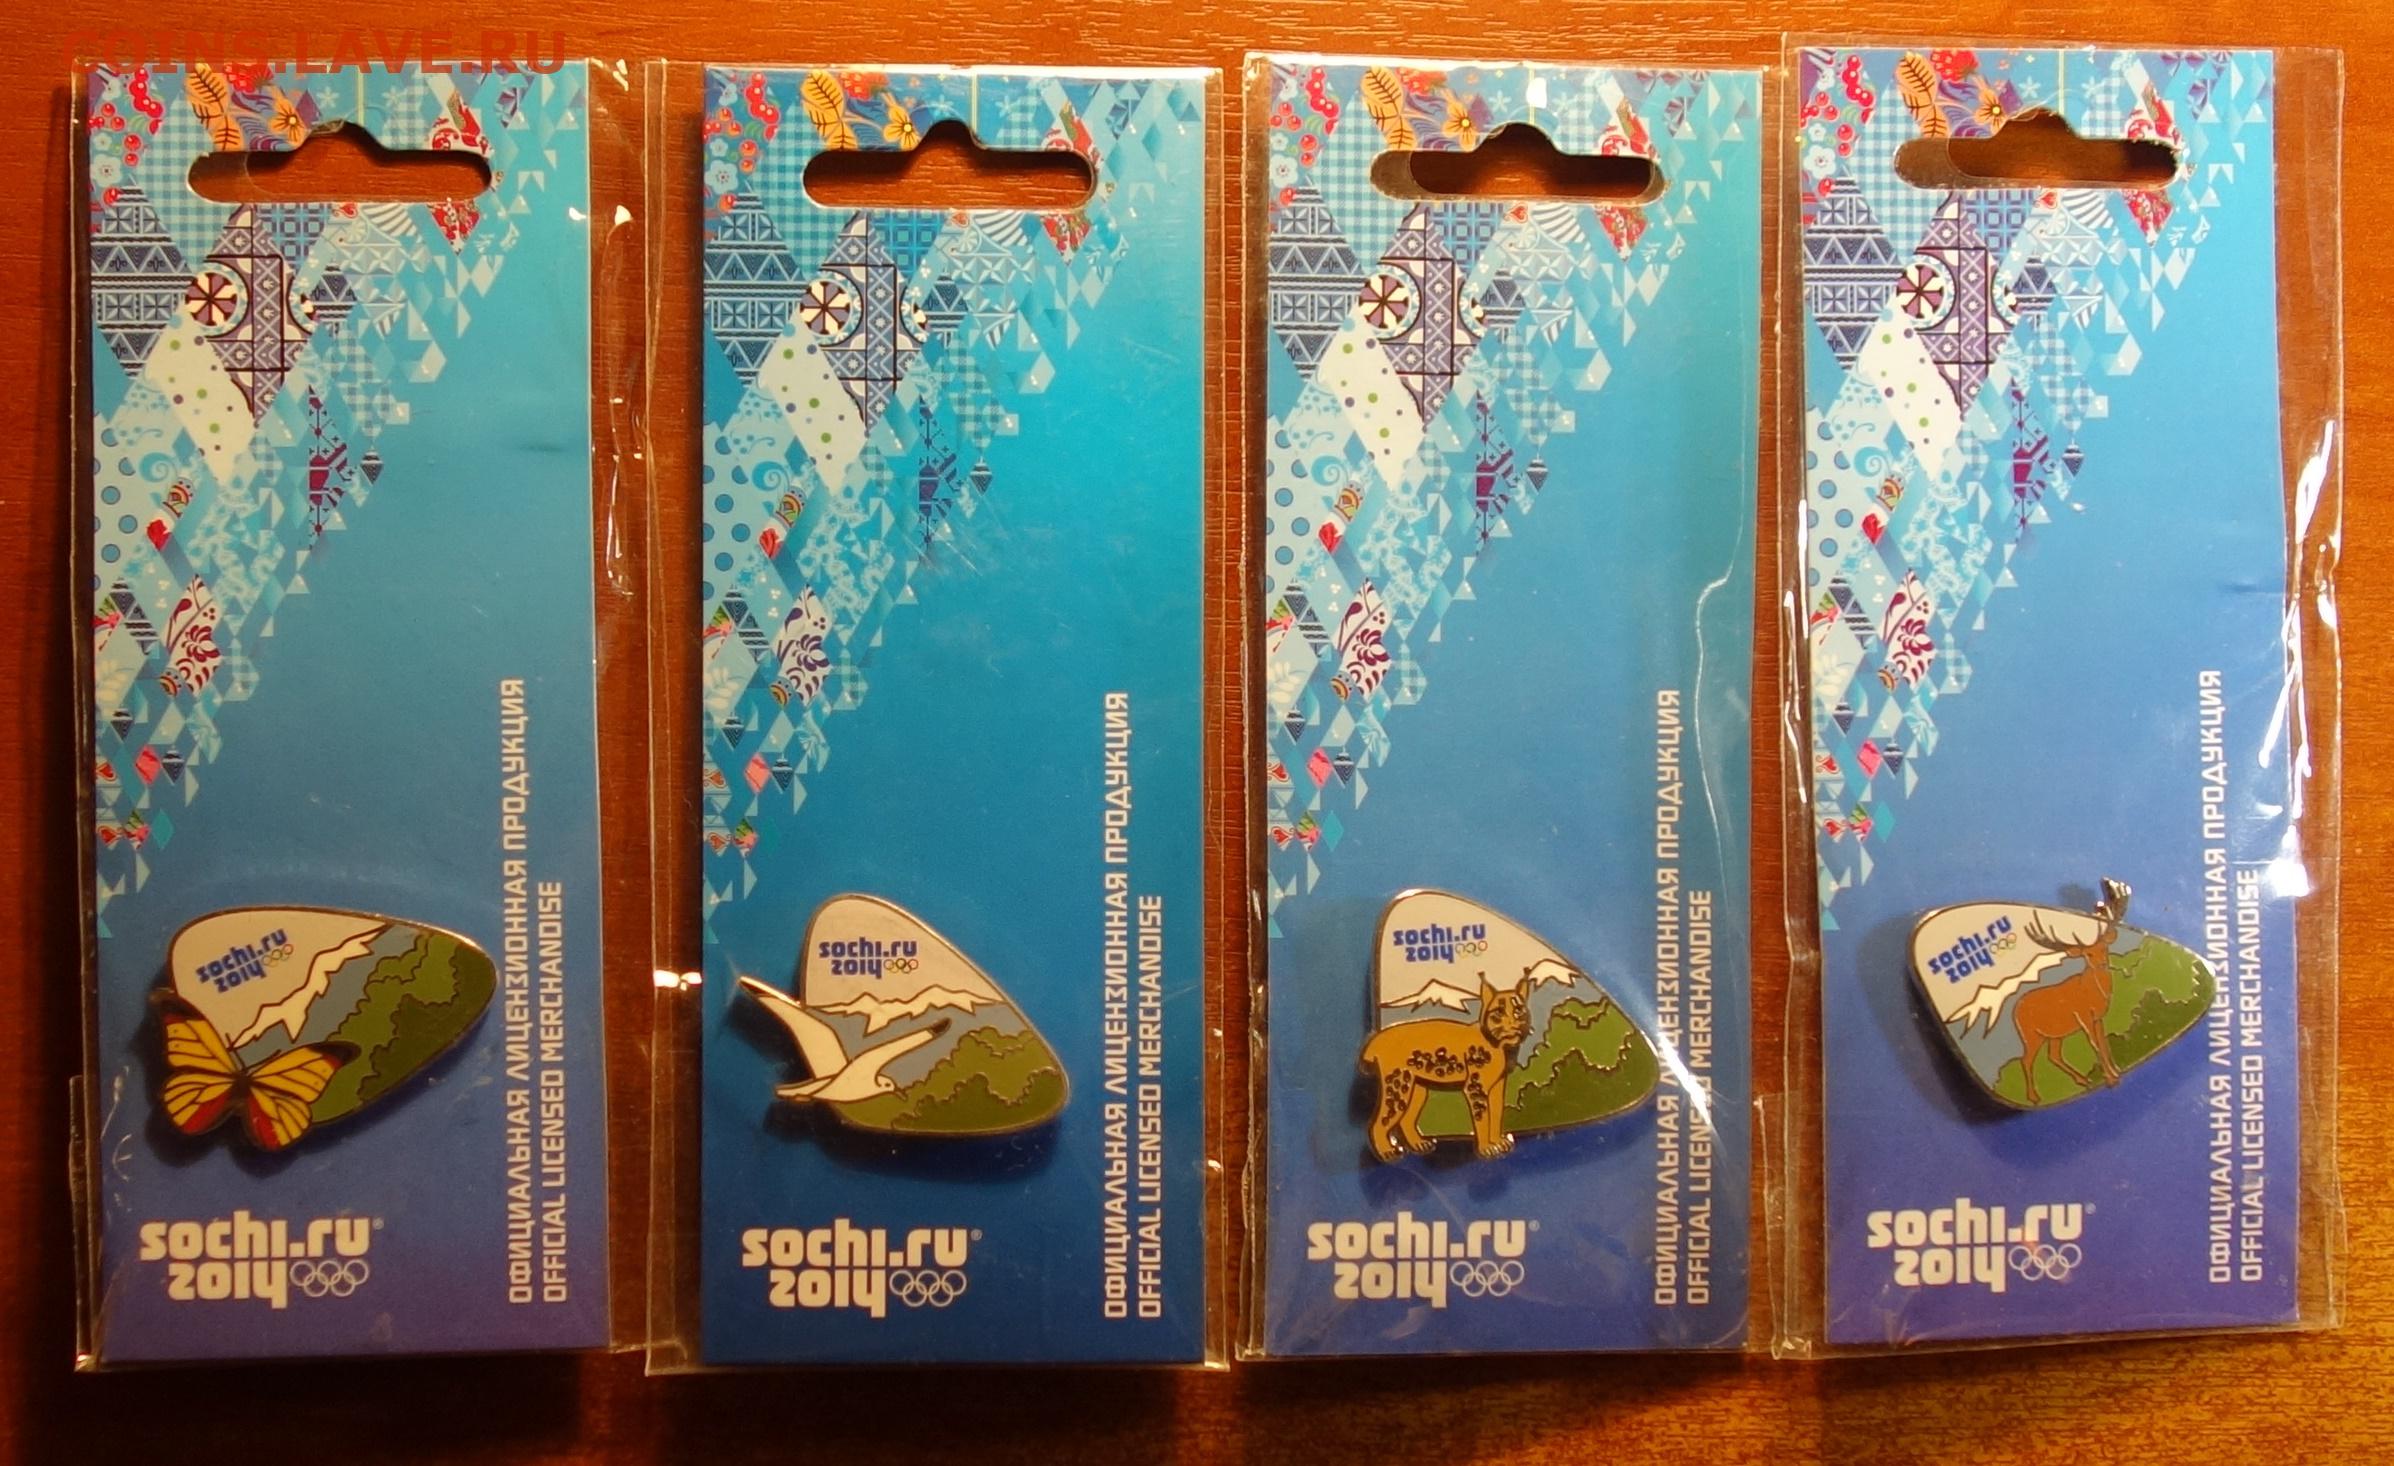 COINS.LAVE.RU
sochi.ru
2014
sochi.ru®
2014
ОФИЦИАЛЬНАЯ ЛИЦЕНЗИОННАЯ ПРОДУКЦИЯ
OFFICIAL LICENSED MERCHANDISE
sochi.ru
2014
sochi.ru®
2014
ОФИЦИАЛЬНАЯ ЛИЦЕНЗИОННАЯ ПРОДУКЦИЯ
OFFICIAL LICENSED MERCHANDISE
sochi.ru
2014
sochi.ru®
2014
ОФИЦИАЛЬНАЯ ЛИЦЕНЗИОННАЯ ПРОДУКЦИЯ
OFFICIAL LICENSED MERCHANDISE
sochi.ru
2014
sochi.ru®
2014
ОФИЦИАЛЬНАЯ ЛИЦЕНЗИОННАЯ ПРОДУКЦИЯ
OFFICIAL LICENSED MERCHANDISE